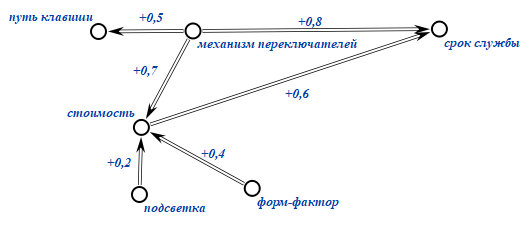 путь клавиши
+0,5
+0,8
механизм переключателей
срок службы
+0,7
+0,6
стоимость
+0,2
+0,4
подсветка
форм-фактор